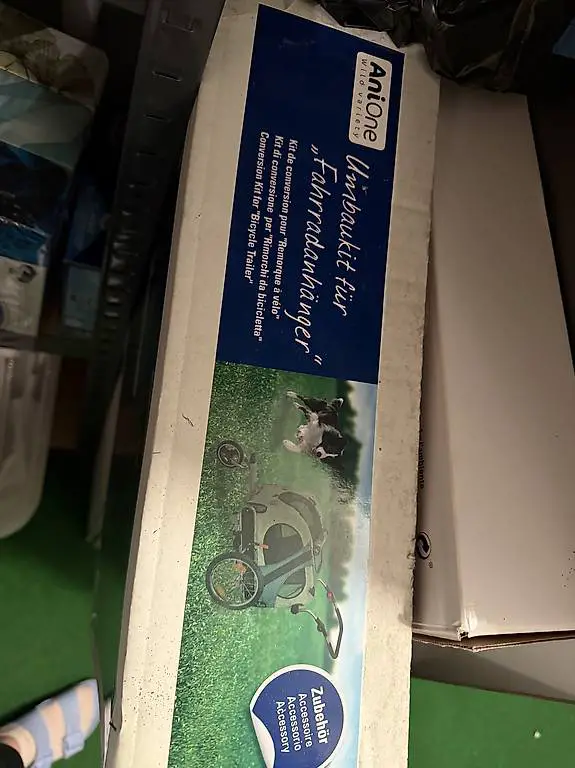 AniOne
Wild variety
Umbaukit für
„Fahrradanhänger“
Kit de conversion pour "Remorque à vélo"
Kit di conversione per "Rimorchi da bicicletta"
Conversion Kit for "Bicycle Trailer"
Zubehör
Accessoire
Accessorio
Accessory